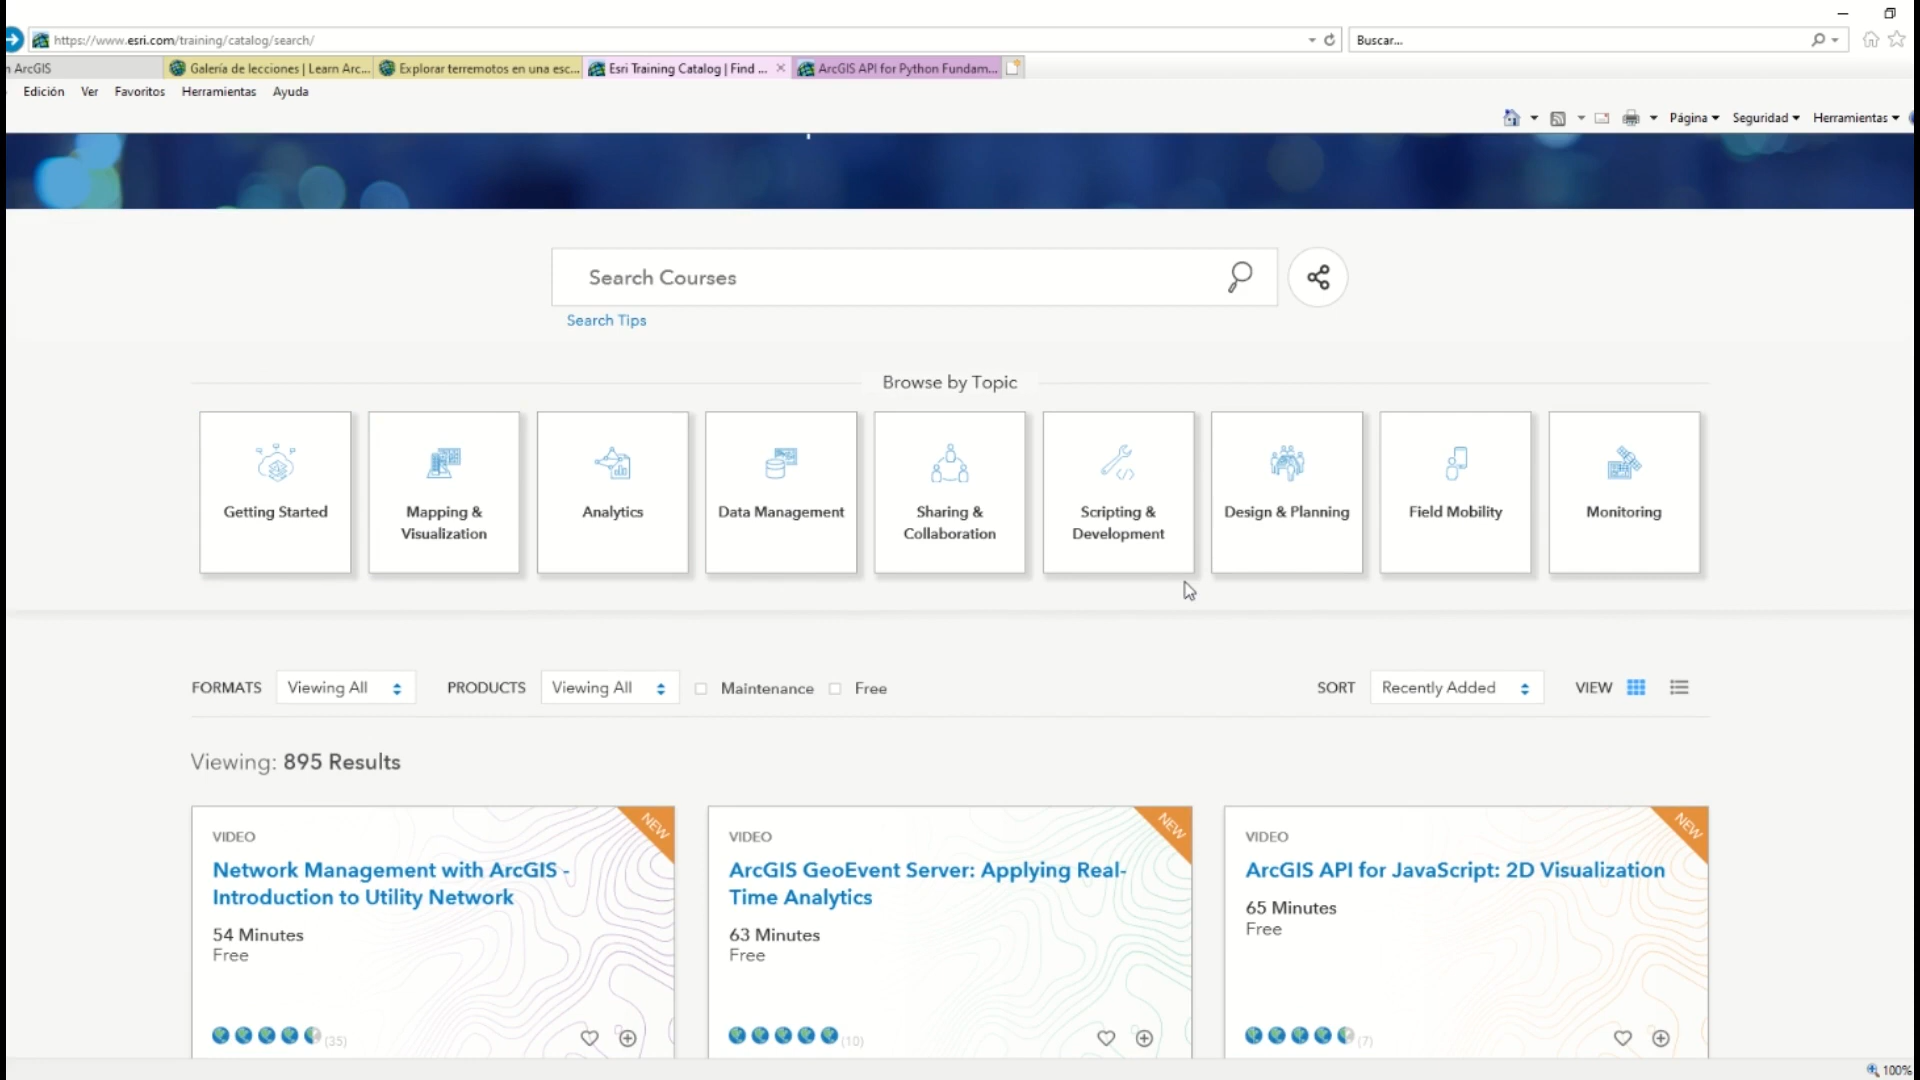 https://www.esri.com/training/catalog/search/
Buscar...
n ArcGIS
Galería de lecciones | Learn Arc...
Explorar terremotos en una esc...
Esri Training Catalog | Find ...
ArcGIS API for Python Fundam...
Edición Ver Favoritos Herramientas Ayuda
Página Seguridad Herramientas
Search Courses
Search Tips
Browse by Topic
Getting Started
Mapping &
Visualization
Analytics
Data Management
Sharing &
Collaboration
Scripting &
Development
Design & Planning
Field Mobility
Monitoring
FORMATS Viewing All PRODUCTS Viewing All Maintenance Free SORT Recently Added VIEW
Viewing: 895 Results
NEW
VIDEO
Network Management with ArcGIS -
Introduction to Utility Network
54 Minutes
Free
(35)
NEW
VIDEO
ArcGIS GeoEvent Server: Applying Real-
Time Analytics
63 Minutes
Free
(10)
NEW
VIDEO
ArcGIS API for JavaScript: 2D Visualization
65 Minutes
Free
(7)
100%